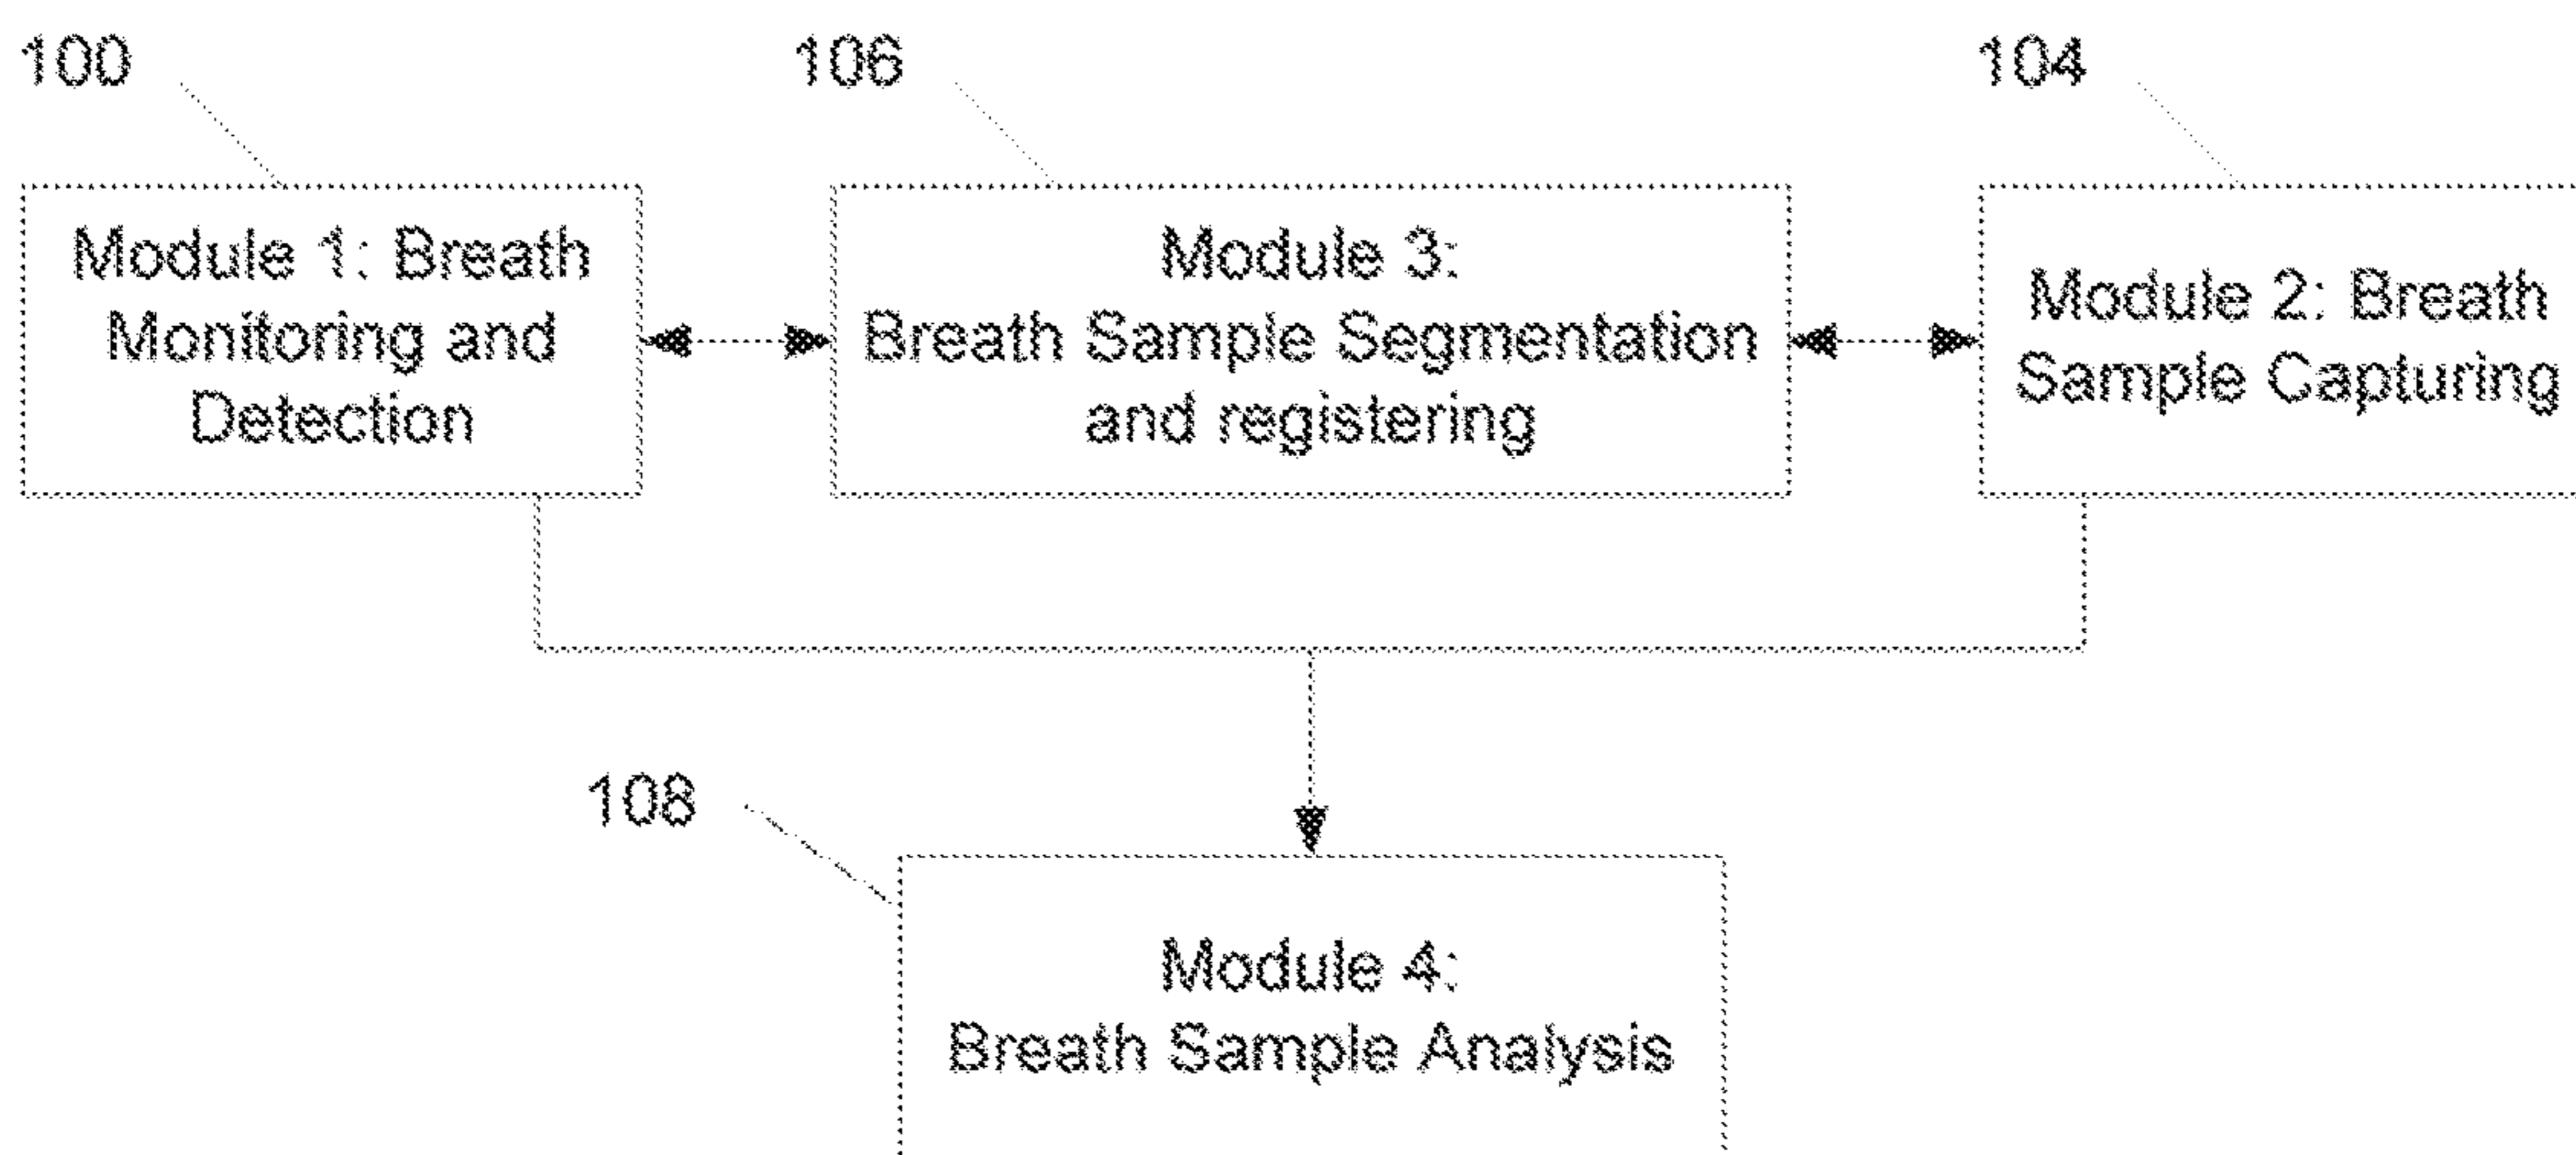 100
106
104
Module 1: Breath
Monitoring and
Detection
Module 3:
Breath Sample Segmentation
and registering
Module 2: Breath
Sample Capturing
108
Module 4:
Breath Sample Analysis